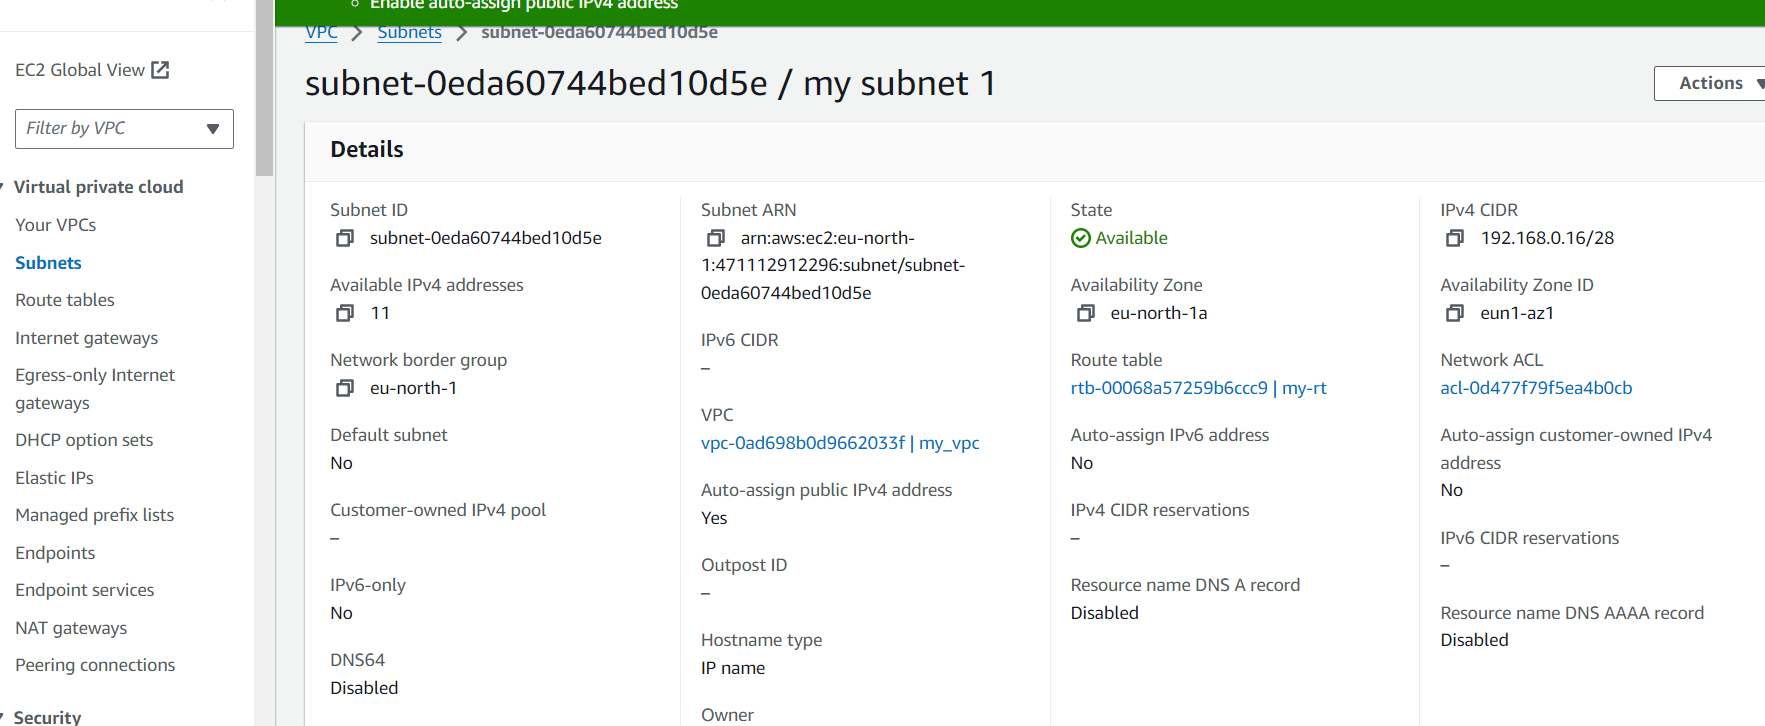 Enable auto-assign public IPv4 address
VPC > Subnets > subnet-0eda60744bed10d5e
EC2 Global View
Filter by VPC
Virtual private cloud
Your VPCs
Subnets
Route tables
Internet gateways
Egress-only Internet
gateways
DHCP option sets
Elastic IPs
Managed prefix lists
Endpoints
Endpoint services
NAT gateways
Peering connections
Security
subnet-0eda60744bed10d5e / my subnet 1
Actions
Details
Subnet ID
subnet-0eda60744bed10d5e
Available IPv4 addresses
11
Network border group
eu-north-1
Default subnet
No
Customer-owned IPv4 pool
–
IPv6-only
No
DNS64
Disabled
Subnet ARN
arn:aws:ec2:eu-north-
1:471112912296:subnet/subnet-
0eda60744bed10d5e
IPv6 CIDR
–
VPC
vpc-0ad698b0d9662033f | my_vpc
Auto-assign public IPv4 address
Yes
Outpost ID
–
Hostname type
IP name
Owner
State
Available
Availability Zone
eu-north-1a
Route table
rtb-00068a57259b6ccc9 | my-rt
Auto-assign IPv6 address
No
IPv4 CIDR reservations
–
Resource name DNS A record
Disabled
IPv4 CIDR
192.168.0.16/28
Availability Zone ID
eun1-az1
Network ACL
acl-0d477f79f5ea4b0cb
Auto-assign customer-owned IPv4
address
No
IPv6 CIDR reservations
–
Resource name DNS AAAA record
Disabled